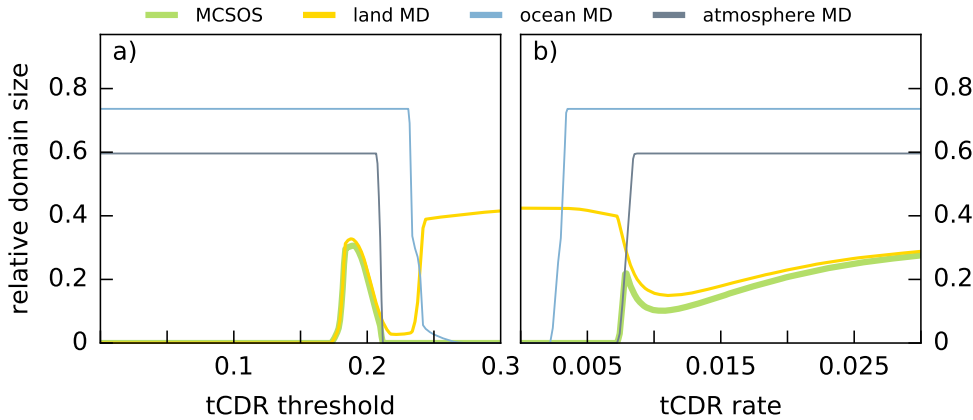 MCSOS land MD ocean MD atmosphere MD
relative domain size
a)
b)
0.8 0.8
0.6 0.6
0.4 0.4
0.2 0.2
0 0
0.1 0.2 0.3 0.005 0.015 0.025
tCDR threshold tCDR rate